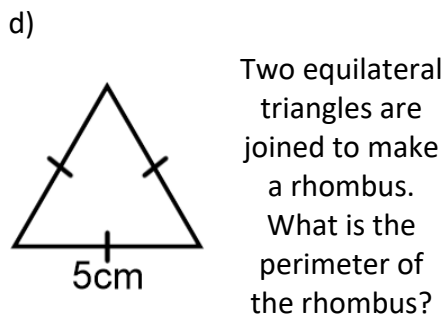 d)
Two equilateral
triangles are
joined to make
a rhombus.
What is the
perimeter of
the rhombus?
5cm